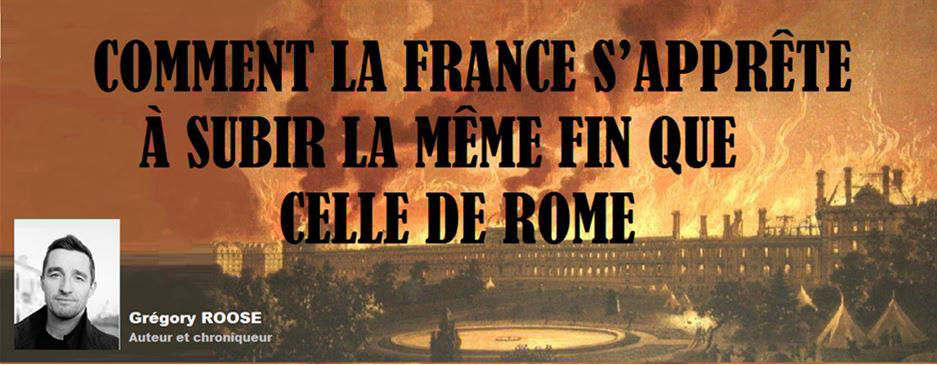 COMMENT LA FRANCE S’APPRÊTE
À SUBIR LA MÊME FIN QUE
CELLE DE ROME
Grégory ROOSE
Auteur et chroniqueur